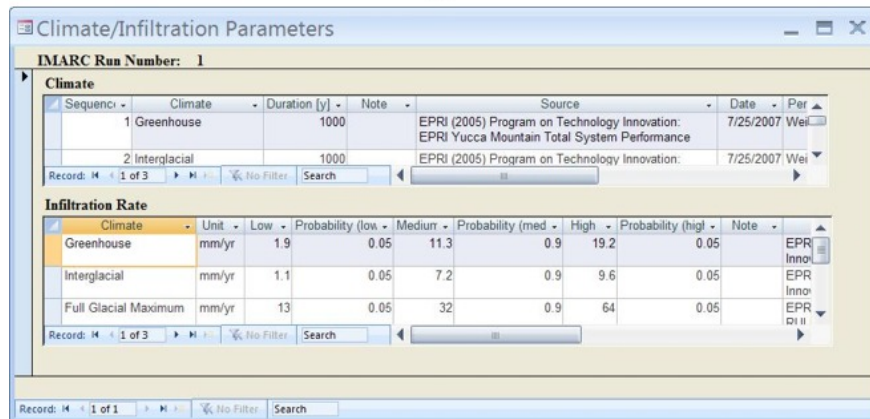 Climate/Infiltration Parameters
IMARC Run Number: 1
Climate
Sequenc Climate Duration [y] Note Source Date Per
1 Greenhouse 1000 EPRI (2005) Program on Technology Innovation: 7/25/2007 Wei
EPRI Yucca Mountain Total System Performance
2 Interglacial 1000 EPRI (2005) Program on Technology Innovation: 7/25/2007 Wei
Record: 1 of 3 No Filter Search
Infiltration Rate
Climate Unit Low Probability (low Medium Probability (med High Probability (high Note
Greenhouse mm/yr 1.9 0.05 11.3 0.9 19.2 0.05 EPR
Innov
Interglacial mm/yr 1.1 0.05 7.2 0.9 9.6 0.05 EPR
Innov
Full Glacial Maximum mm/yr 13 0.05 32 0.9 64 0.05 EPR
Record: 1 of 3 No Filter Search
Record: 1 of 1 No Filter Search